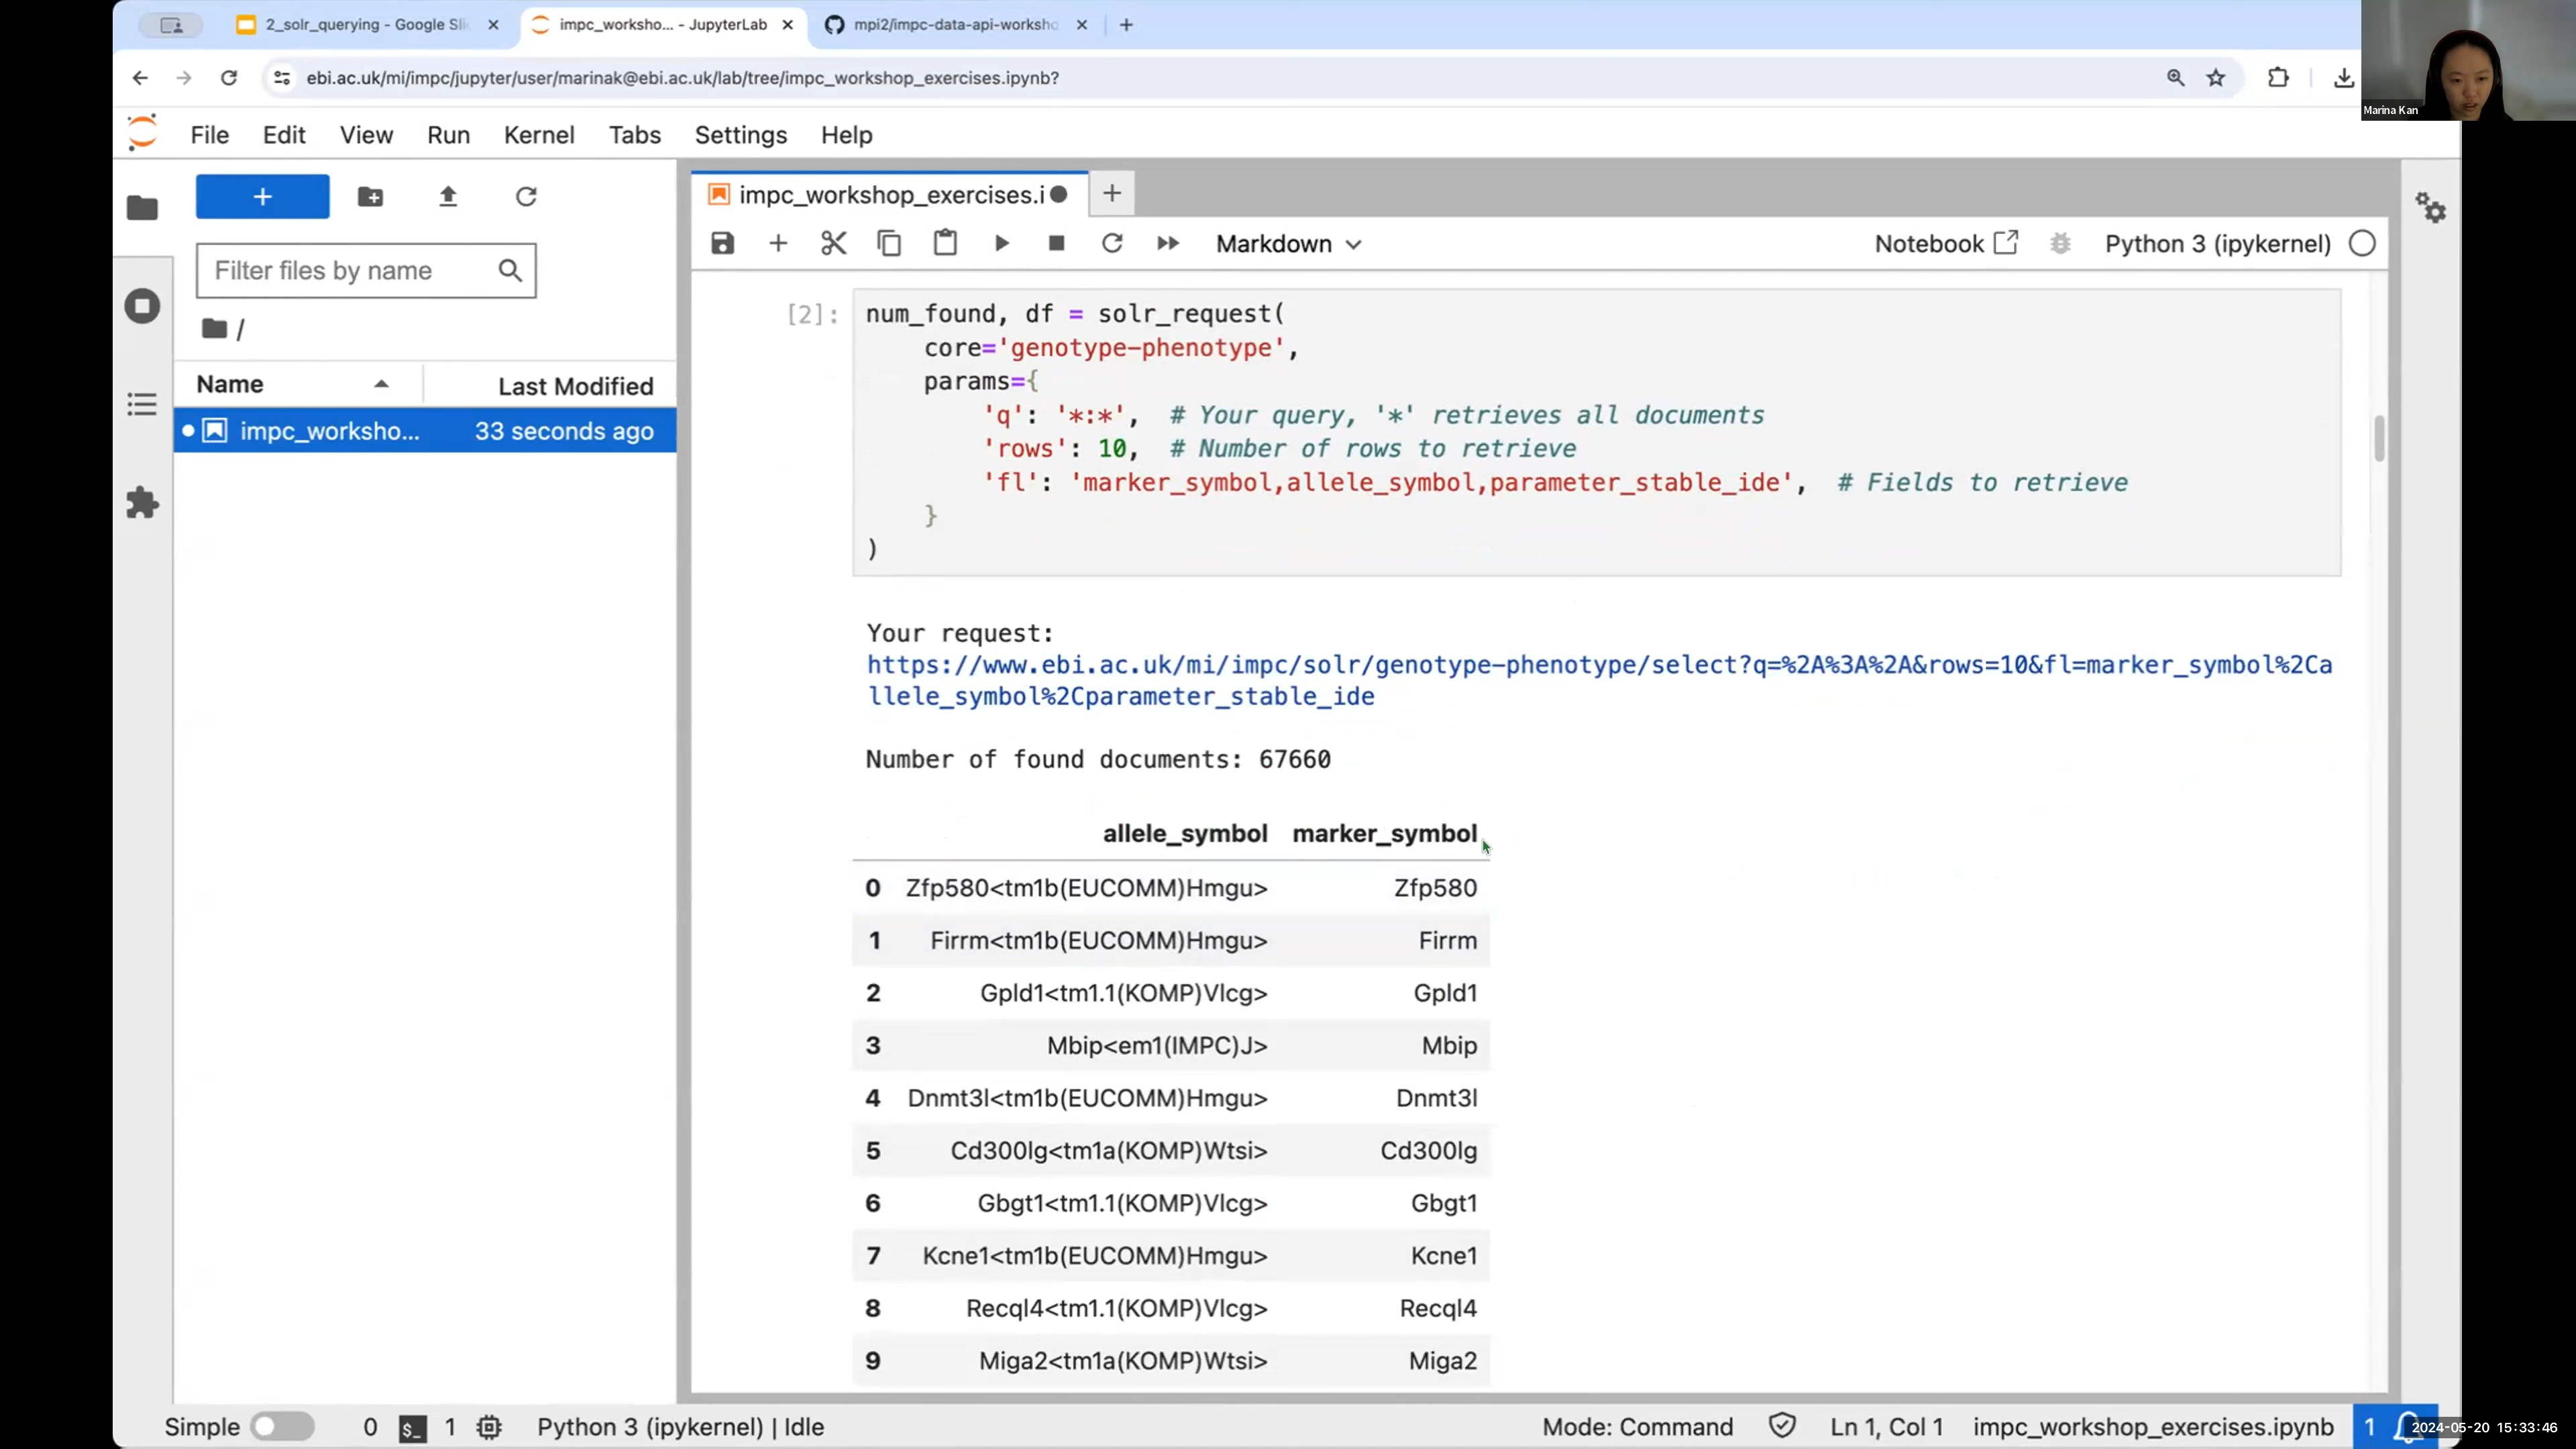 2_solr_querying - Google Sli
impc_worksho... - JupyterLab
mpi2/impc-data-api-worksho
ebi.ac.uk/mi/impc/jupyter/user/marinak@ebi.ac.uk/lab/tree/impc_workshop_exercises.ipynb?
Marina Kan
File Edit View Run Kernel Tabs Settings Help
+
impc_workshop_exercises.i
Filter files by name
Markdown
Notebook
Python 3 (ipykernel)
/
Name
Last Modified
impc_worksho...
33 seconds ago
[2]:
num_found, df = solr_request(
core='genotype-phenotype',
params={
'q': '*:*', # Your query, '*' retrieves all documents
'rows': 10, # Number of rows to retrieve
'fl': 'marker_symbol,allele_symbol,parameter_stable_ide', # Fields to retrieve
}
)
Your request:
https://www.ebi.ac.uk/mi/impc/solr/genotype-phenotype/select?q=%2A%3A%2A&rows=10&fl=marker_symbol%2Ca
llele_symbol%2Cparameter_stable_ide
Number of found documents: 67660
allele_symbol marker_symbol
0 Zfp580<tm1b(EUCOMM)Hmgu> Zfp580
1 Firrm<tm1b(EUCOMM)Hmgu> Firrm
2 Gpld1<tm1.1(KOMP)Vlcg> Gpld1
3 Mbip<em1(IMPC)J> Mbip
4 Dnmt3l<tm1b(EUCOMM)Hmgu> Dnmt3l
5 Cd300lg<tm1a(KOMP)Wtsi> Cd300lg
6 Gbgt1<tm1.1(KOMP)Vlcg> Gbgt1
7 Kcne1<tm1b(EUCOMM)Hmgu> Kcne1
8 Recql4<tm1.1(KOMP)Vlcg> Recql4
9 Miga2<tm1a(KOMP)Wtsi> Miga2
Simple 0 $_ 1 Python 3 (ipykernel) | Idle
Mode: Command Ln 1, Col 1 impc_workshop_exercises.ipynb 1
2024-05-20 15:33:46